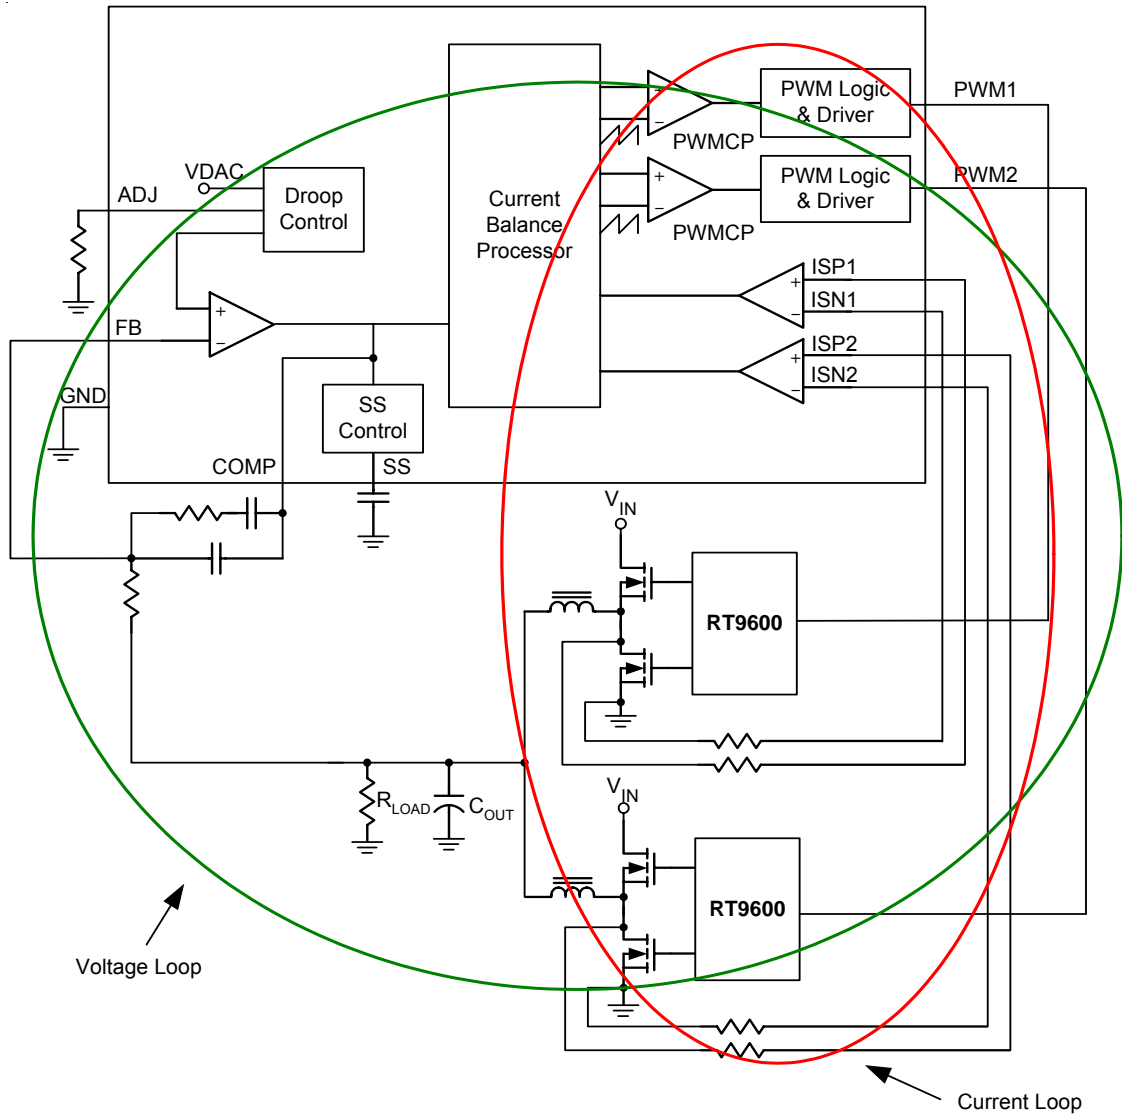 PWM Logic
& Driver
PWM1
PWMCP
VDAC
ADJ
Droop
Control
PWM Logic
& Driver
PWM2
PWMCP
Current
Balance
Processor
+
−
+
−
ISP1
+
ISN1
−
FB
+
−
ISP2
+
ISN2
−
GND
SS
Control
COMP
SS
VIN
RT9600
RLOAD
COUT
VIN
RT9600
Voltage Loop
Current Loop